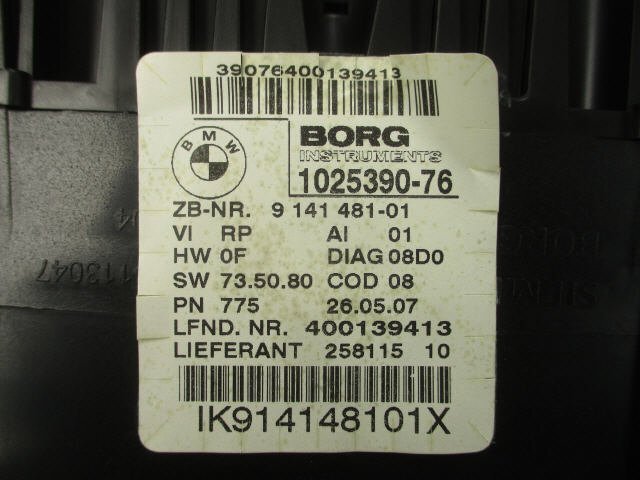 39076400139413
BMW
BORG
INSTRUMENTS
1025390-76
ZB-NR. 9 141 481-01
VI RP AI 01
HW 0F DIAG 08D0
SW 73.50.80 COD 08
PN 775 26.05.07
LFND. NR. 400139413
LIEFERANT 258115 10
IK914148101X
113047